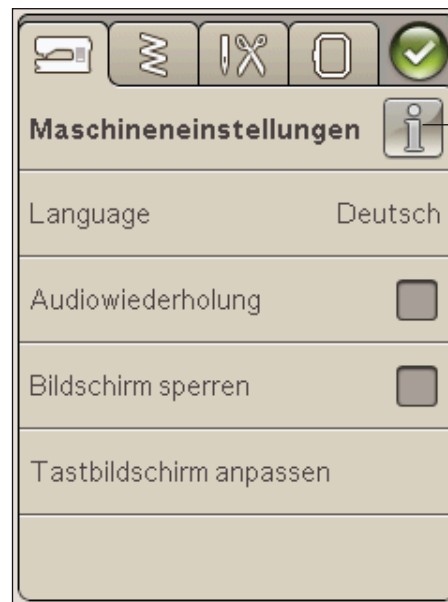 Maschineneinstellungen
Language Deutsch
Audiowiederholung
Bildschirm sperren
Tastbildschirm anpassen